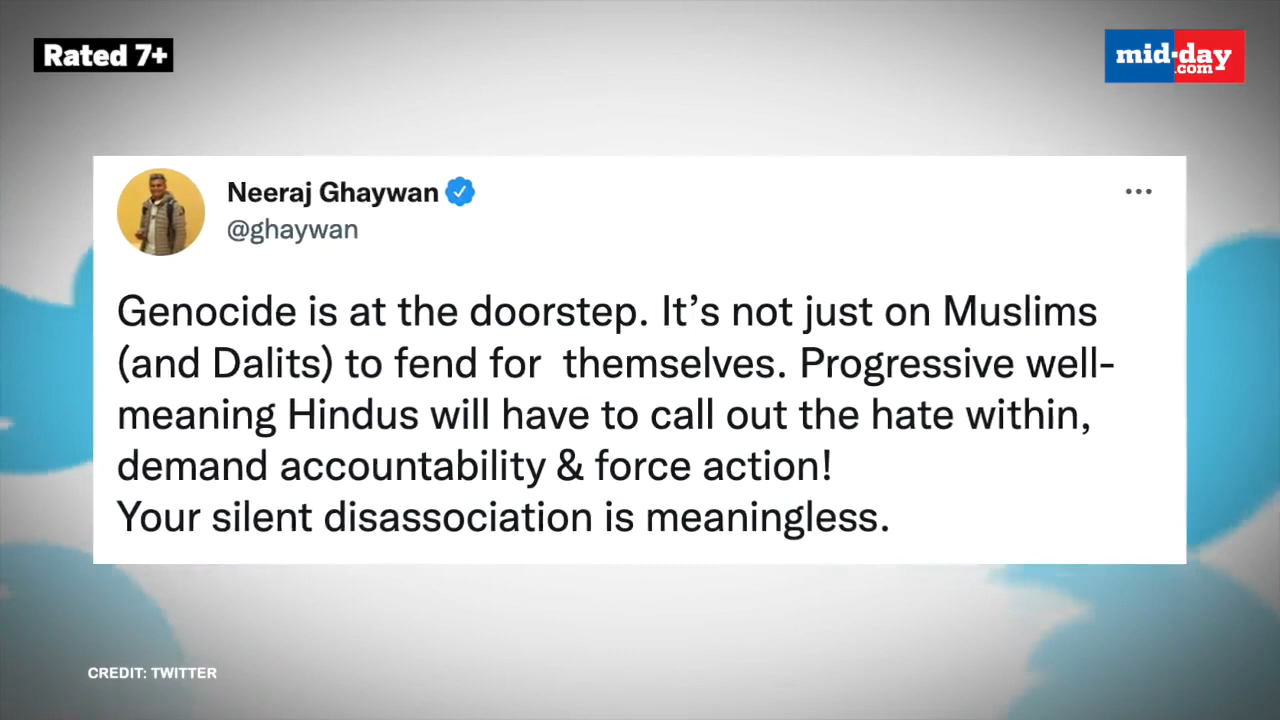 Rated 7+
mid-day
.com
Neeraj Ghaywan
@ghaywan
Genocide is at the doorstep. It’s not just on Muslims
(and Dalits) to fend for  themselves. Progressive well-
meaning Hindus will have to call out the hate within,
demand accountability & force action!
Your silent disassociation is meaningless.
CREDIT: TWITTER